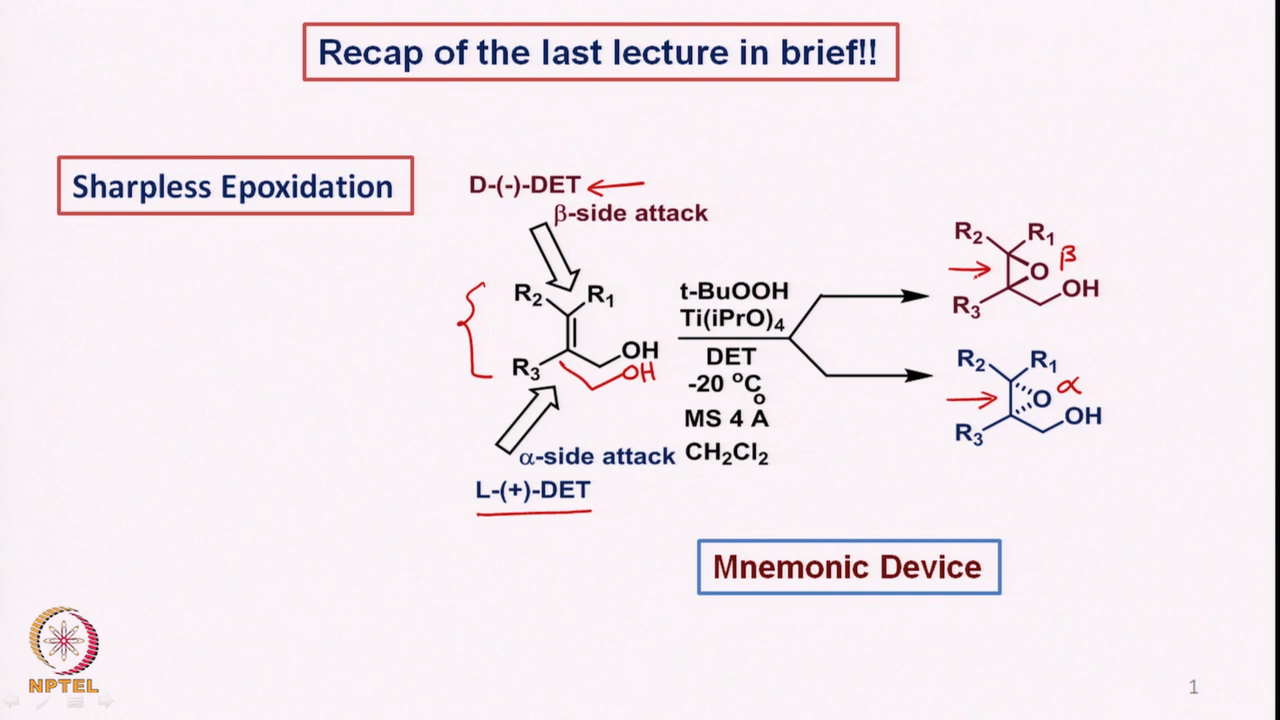 Recap of the last lecture in brief!!
Sharpless Epoxidation
D-(-)-DET
β-side attack
R2 R1
OH
R3
OH
α-side attack
L-(+)-DET
t-BuOOH
Ti(iPrO)4
DET
-20 oC
o
MS 4 A
CH2Cl2
R2 R1
O β
OH
R3
R2 R1
O α
OH
R3
Mnemonic Device
NPTEL
1